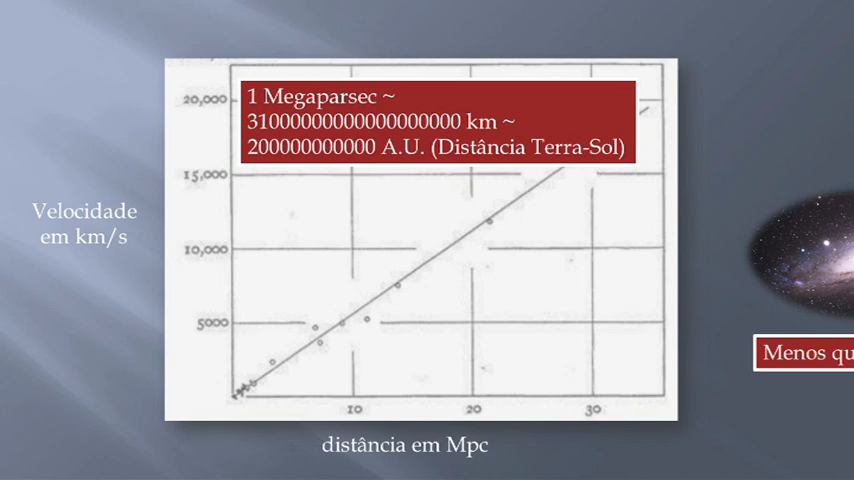 20,000
1 Megaparsec ~
31000000000000000000 km ~
200000000000 A.U. (Distância Terra-Sol)
15,000
Velocidade
em km/s
10,000
5000
10 20 30
distância em Mpc
Menos qu